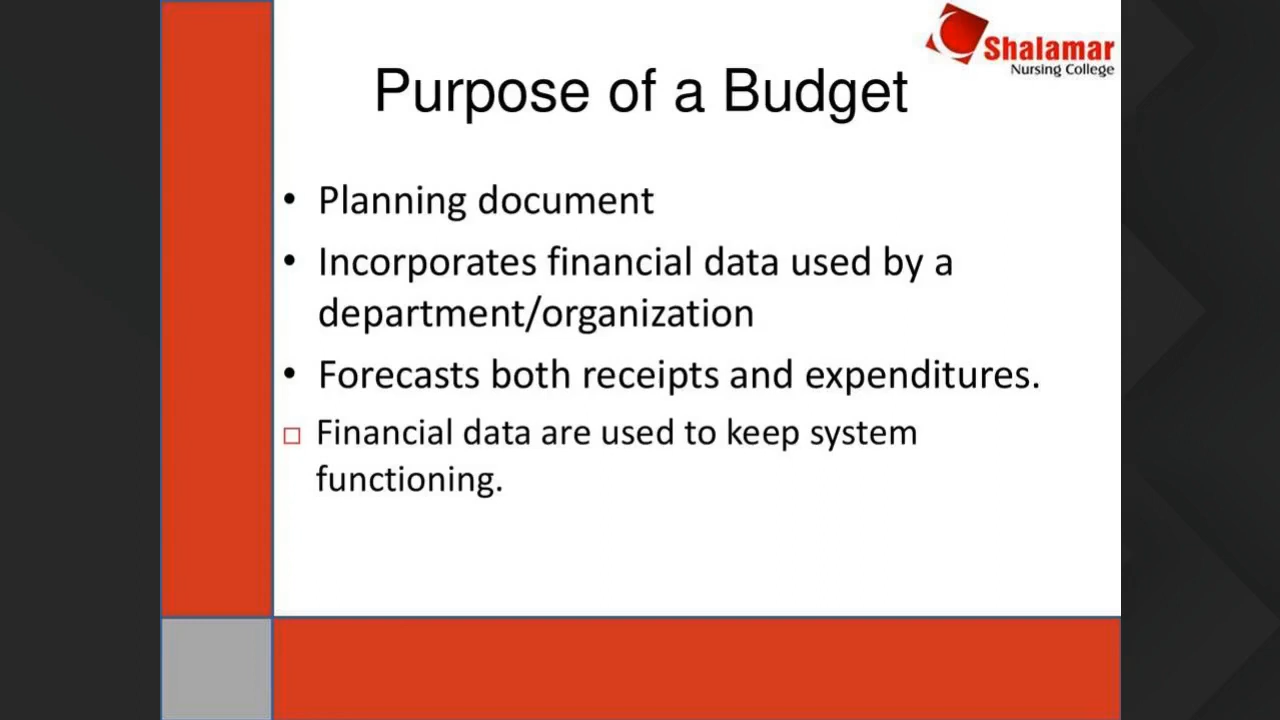 Shalamar
Nursing College
Purpose of a Budget
• Planning document
• Incorporates financial data used by a
department/organization
• Forecasts both receipts and expenditures.
□ Financial data are used to keep system
functioning.